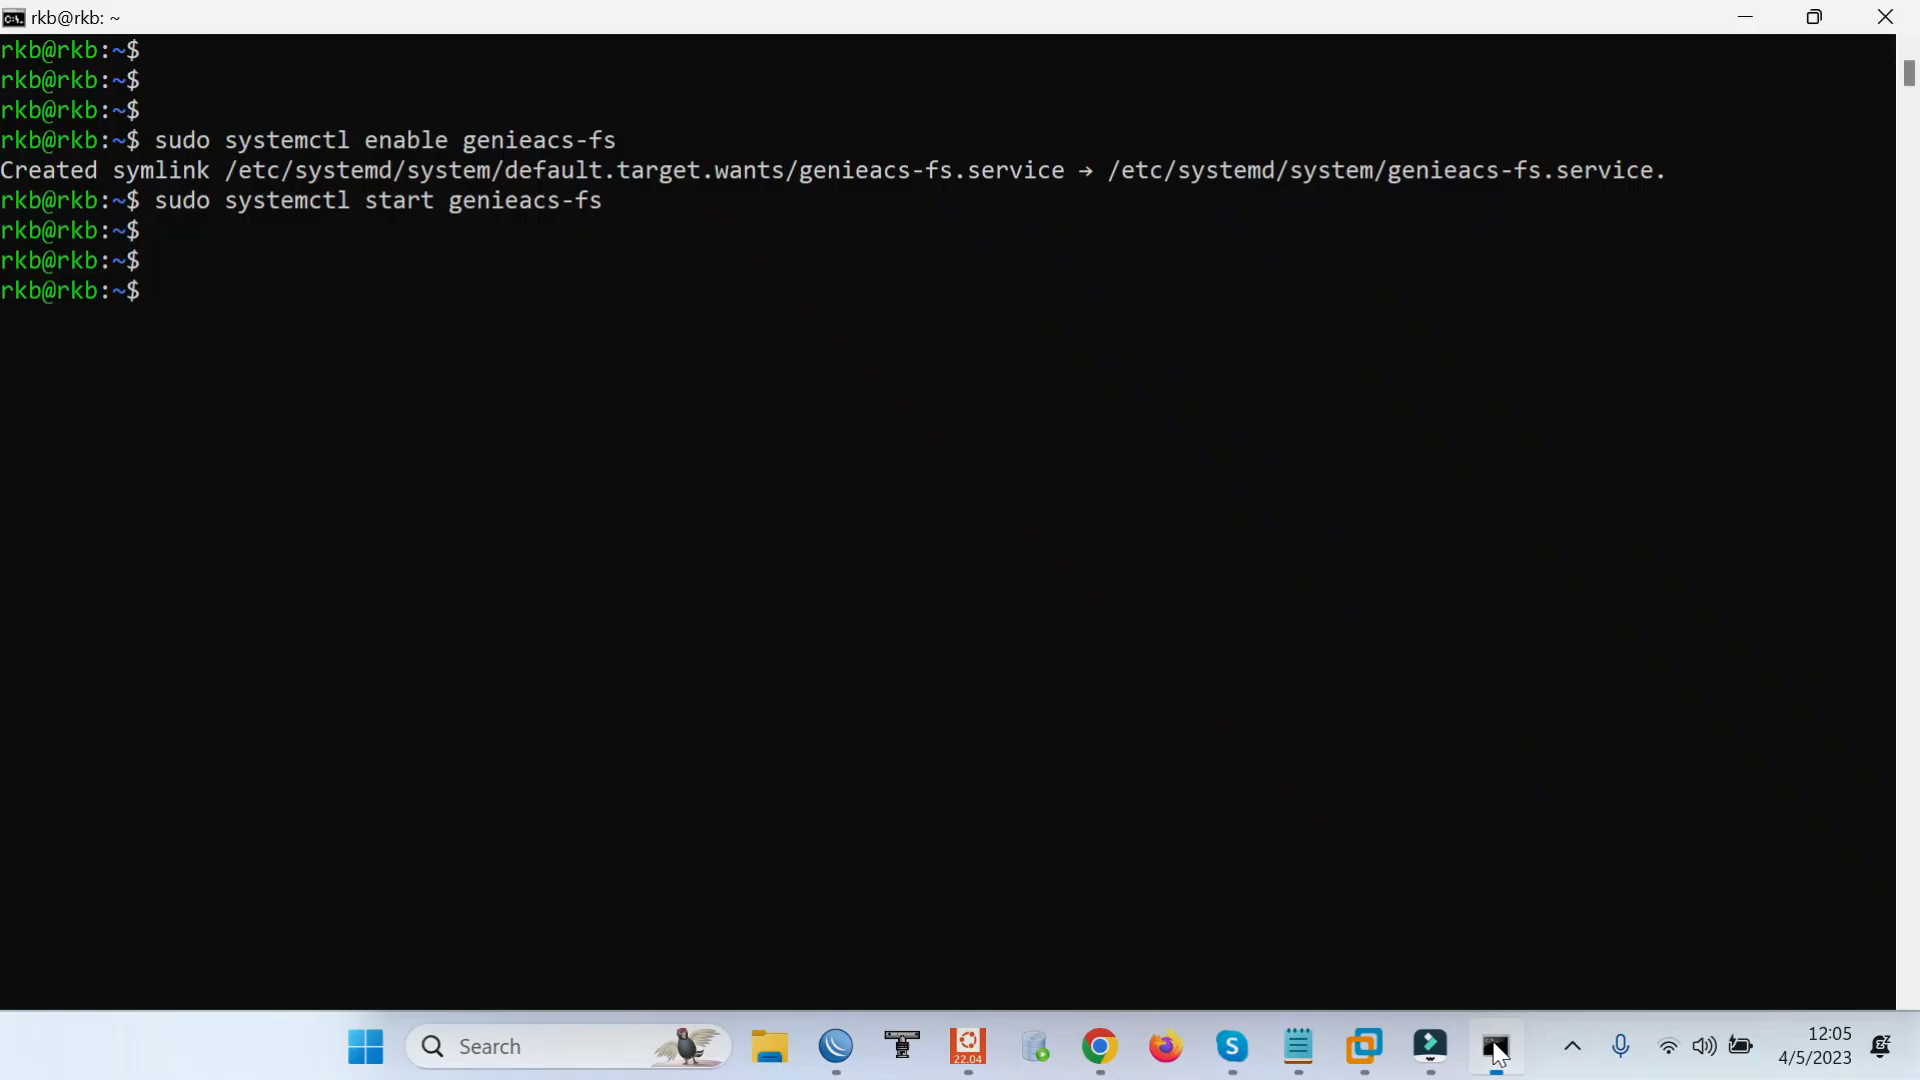 rkb@rkb: ~
rkb@rkb:~$
rkb@rkb:~$
rkb@rkb:~$
rkb@rkb:~$ sudo systemctl enable genieacs-fs
Created symlink /etc/systemd/system/default.target.wants/genieacs-fs.service → /etc/systemd/system/genieacs-fs.service.
rkb@rkb:~$ sudo systemctl start genieacs-fs
rkb@rkb:~$
rkb@rkb:~$
rkb@rkb:~$
Search
22.04
S
12:05
4/5/2023